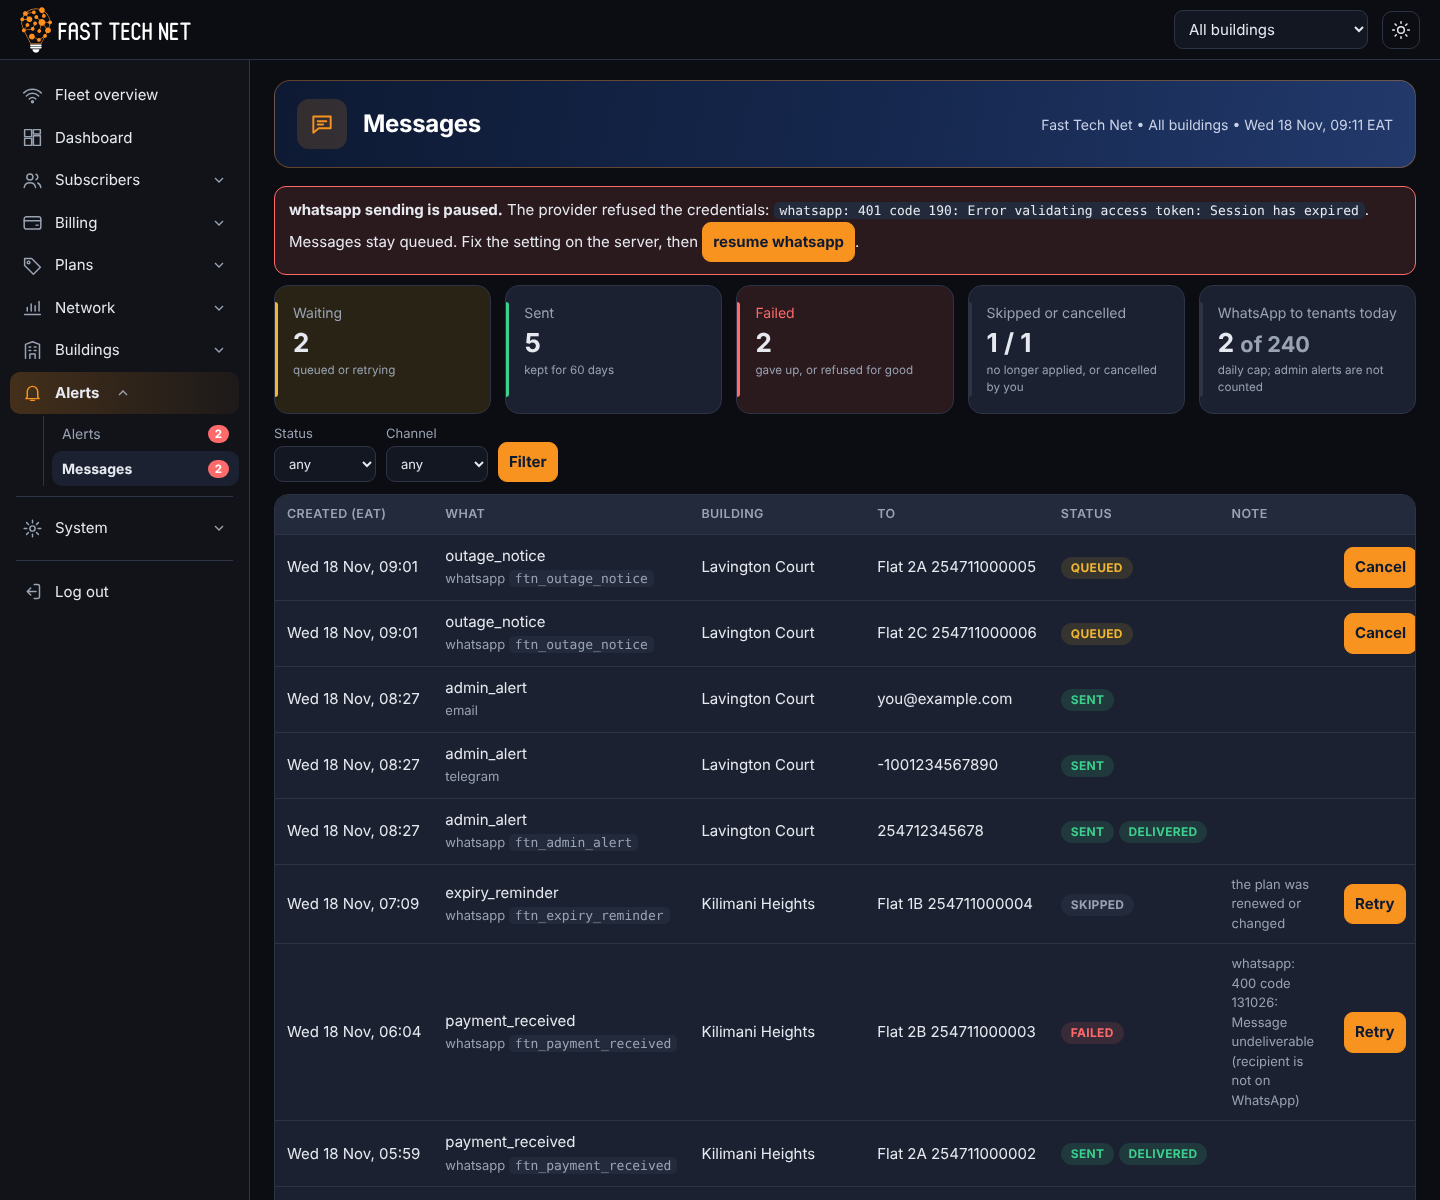 FAST TECH NET
All buildings
Fleet overview
Dashboard
Subscribers
Billing
Plans
Network
Buildings
Alerts
Alerts 2
Messages 2
System
Log out
Messages
Fast Tech Net • All buildings • Wed 18 Nov, 09:11 EAT
whatsapp sending is paused. The provider refused the credentials: whatsapp: 401 code 190: Error validating access token: Session has expired.
Messages stay queued. Fix the setting on the server, then resume whatsapp.
Waiting
2
queued or retrying
Sent
5
kept for 60 days
Failed
2
gave up, or refused for good
Skipped or cancelled
1 / 1
no longer applied, or cancelled
by you
WhatsApp to tenants today
2 of 240
daily cap; admin alerts are not
counted
Status
any
Channel
any
Filter
CREATED (EAT) WHAT BUILDING TO STATUS NOTE
Wed 18 Nov, 09:01
outage_notice
whatsapp ftn_outage_notice
Lavington Court
Flat 2A 254711000005
QUEUED
Cancel
Wed 18 Nov, 09:01
outage_notice
whatsapp ftn_outage_notice
Lavington Court
Flat 2C 254711000006
QUEUED
Cancel
Wed 18 Nov, 08:27
admin_alert
email
Lavington Court
you@example.com
SENT
Wed 18 Nov, 08:27
admin_alert
telegram
Lavington Court
-1001234567890
SENT
Wed 18 Nov, 08:27
admin_alert
whatsapp ftn_admin_alert
Lavington Court
254712345678
SENT DELIVERED
Wed 18 Nov, 07:09
expiry_reminder
whatsapp ftn_expiry_reminder
Kilimani Heights
Flat 1B 254711000004
SKIPPED
the plan was
renewed or
changed
Retry
Wed 18 Nov, 06:04
payment_received
whatsapp ftn_payment_received
Kilimani Heights
Flat 2B 254711000003
FAILED
whatsapp:
400 code
131026:
Message
undeliverable
(recipient is
not on
WhatsApp)
Retry
Wed 18 Nov, 05:59
payment_received
whatsapp ftn_payment_received
Kilimani Heights
Flat 2A 254711000002
SENT DELIVERED